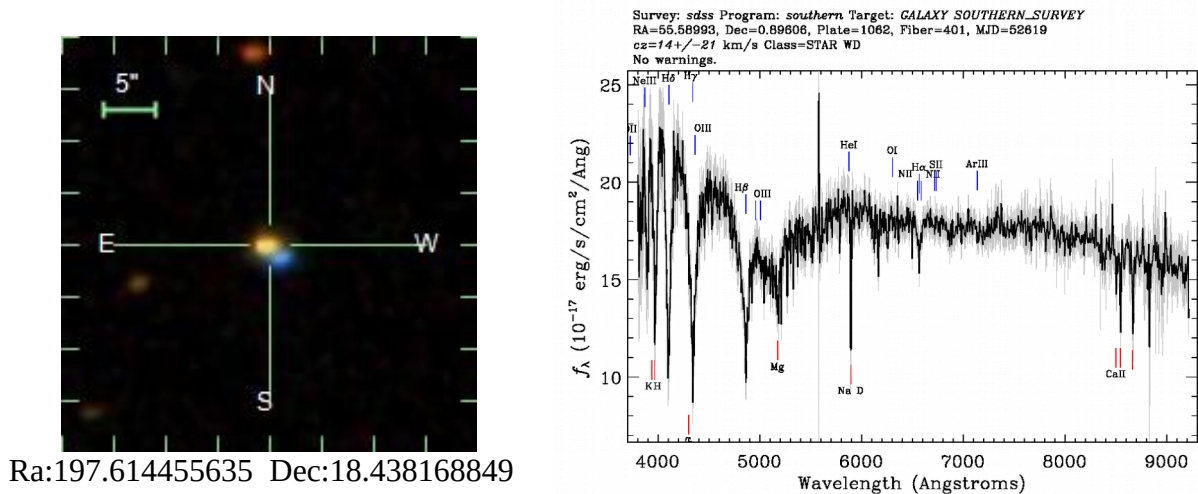 5"
N
E
W
S
Ra:197.614455635 Dec:18.438168849
Survey: sdss Program: southern Target: GALAXY SOUTHERN_SURVEY
RA=55.58993, Dec=0.89606, Plate=1062, Fiber=401, MJD=52619
cz=14+/-21 km/s Class=STAR WD
No warnings.
NeIII Hδ Hγ
OIII
HeI
OI
NII Hα NII SII
ArIII
Hβ OIII
K H
Mg
Na D
CaII
25
20
15
10
f_λ (10^-17 erg/s/cm^2/Ang)
4000 5000 6000 7000 8000 9000
Wavelength (Angstroms)